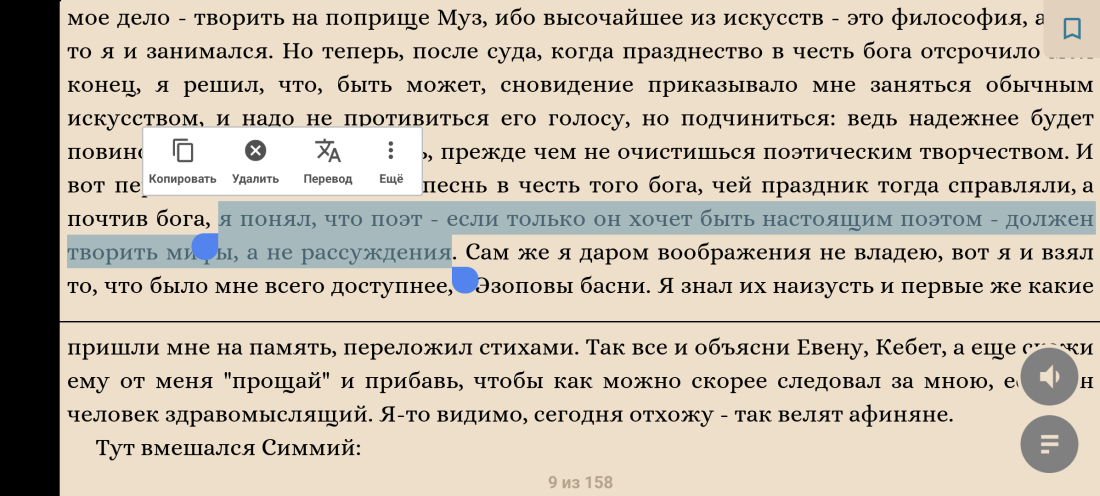 мое дело - творить на поприще Муз, ибо высочайшее из искусств - это философия, а
то я и занимался. Но теперь, после суда, когда празднество в честь бога отсрочило
конец, я решил, что, быть может, сновидение приказывало мне заняться обычным
искусством, и надо не противиться его голосу, но подчиниться: ведь надежнее будет
прежде чем не очистишься поэтическим творчеством. И
Копировать
Удалить
Перевод
Ещё
вот песнь в честь того бога, чей праздник тогда справляли, а
почтив бога, я понял, что поэт - если только он хочет быть настоящим поэтом - должен
творить мифы, а не рассуждения. Сам же я даром воображения не владею, вот я и взял
то, что было мне всего доступнее, Эзоповы басни. Я знал их наизусть и первые же какие
пришли мне на память, переложил стихами. Так все и объясни Евену, Кебет, а еще скажи
ему от меня "прощай" и прибавь, чтобы как можно скорее следовал за мною,
человек здравомыслящий. Я-то видимо, сегодня отхожу - так велят афиняне.
Тут вмешался Симмий:
9 из 158